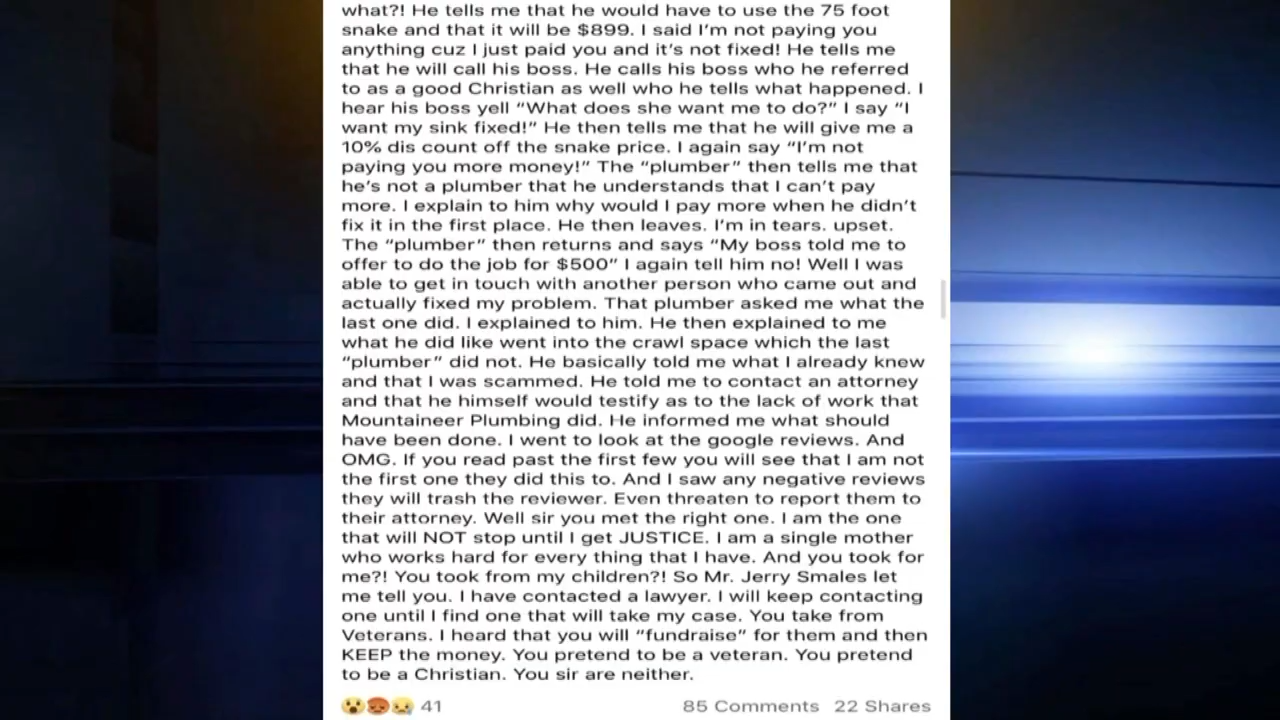 what?! He tells me that he would have to use the 75 foot
snake and that it will be $899. I said I'm not paying you
anything cuz I just paid you and it's not fixed! He tells me
that he will call his boss. He calls his boss who he referred
to as a good Christian as well who he tells what happened. I
hear his boss yell “What does she want me to do?” I say “I
want my sink fixed!” He then tells me that he will give me a
10% dis count off the snake price. I again say “I'm not
paying you more money!” The “plumber” then tells me that
he's not a plumber that he understands that I can't pay
more. I explain to him why would I pay more when he didn't
fix it in the first place. He then leaves. I'm in tears. upset.
The “plumber” then returns and says “My boss told me to
offer to do the job for $500” I again tell him no! Well I was
able to get in touch with another person who came out and
actually fixed my problem. That plumber asked me what the
last one did. I explained to him. He then explained to me
what he did like went into the crawl space which the last
“plumber” did not. He basically told me what I already knew
and that I was scammed. He told me to contact an attorney
and that he himself would testify as to the lack of work that
Mountaineer Plumbing did. He informed me what should
have been done. I went to look at the google reviews. And
OMG. If you read past the first few you will see that I am not
the first one they did this to. And I saw any negative reviews
they will trash the reviewer. Even threaten to report them to
their attorney. Well sir you met the right one. I am the one
that will NOT stop until I get JUSTICE. I am a single mother
who works hard for every thing that I have. And you took for
me?! You took from my children?! So Mr. Jerry Smales let
me tell you. I have contacted a lawyer. I will keep contacting
one until I find one that will take my case. You take from
Veterans. I heard that you will “fundraise” for them and then
KEEP the money. You pretend to be a veteran. You pretend
to be a Christian. You sir are neither.
41 85 Comments 22 Shares